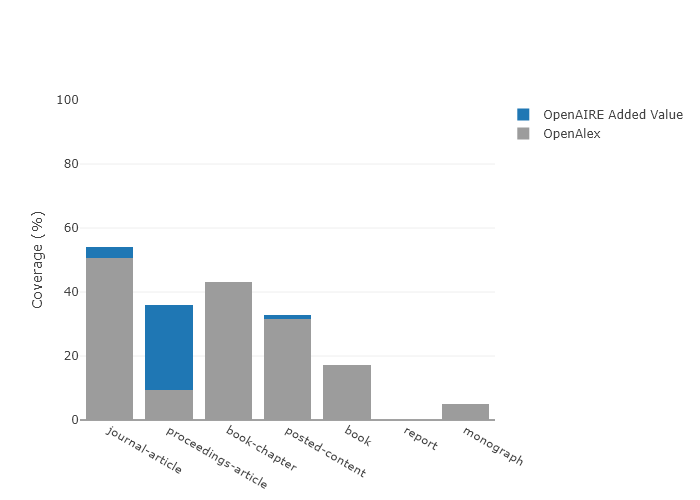 100
80
60
40
20
0
Coverage (%)
journal-article
proceedings-article
book-chapter
posted-content
book
report
monograph
OpenAIRE Added Value
OpenAlex